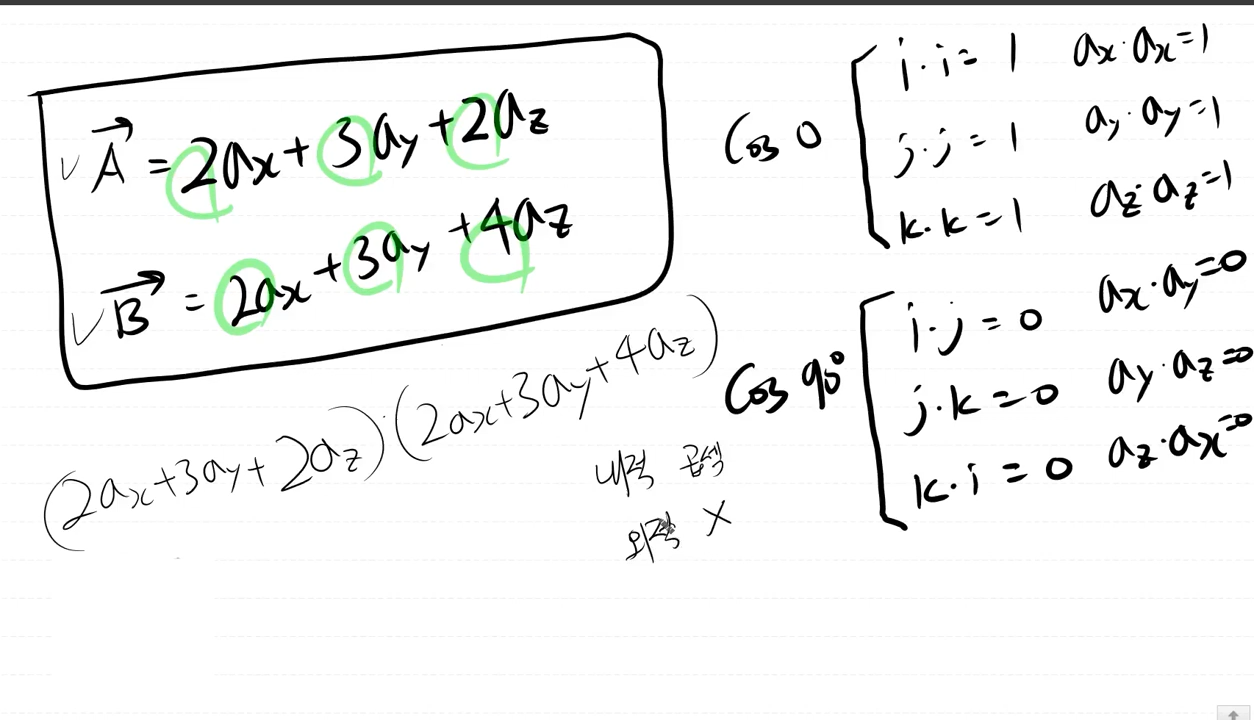 A = 2ax + 3ay + 2az
B = 2ax + 3ay + 4az
(2ax+3ay+2az)·(2ax+3ay+4az)
내적 곱셈
외적 X
Cos 0
i·i = 1 ax·ax=1
j·j = 1 ay·ay=1
k·k = 1 az·az=1
Cos 90°
i·j = 0 ax·ay=0
j·k = 0 ay·az=0
k·i = 0 az·ax=0